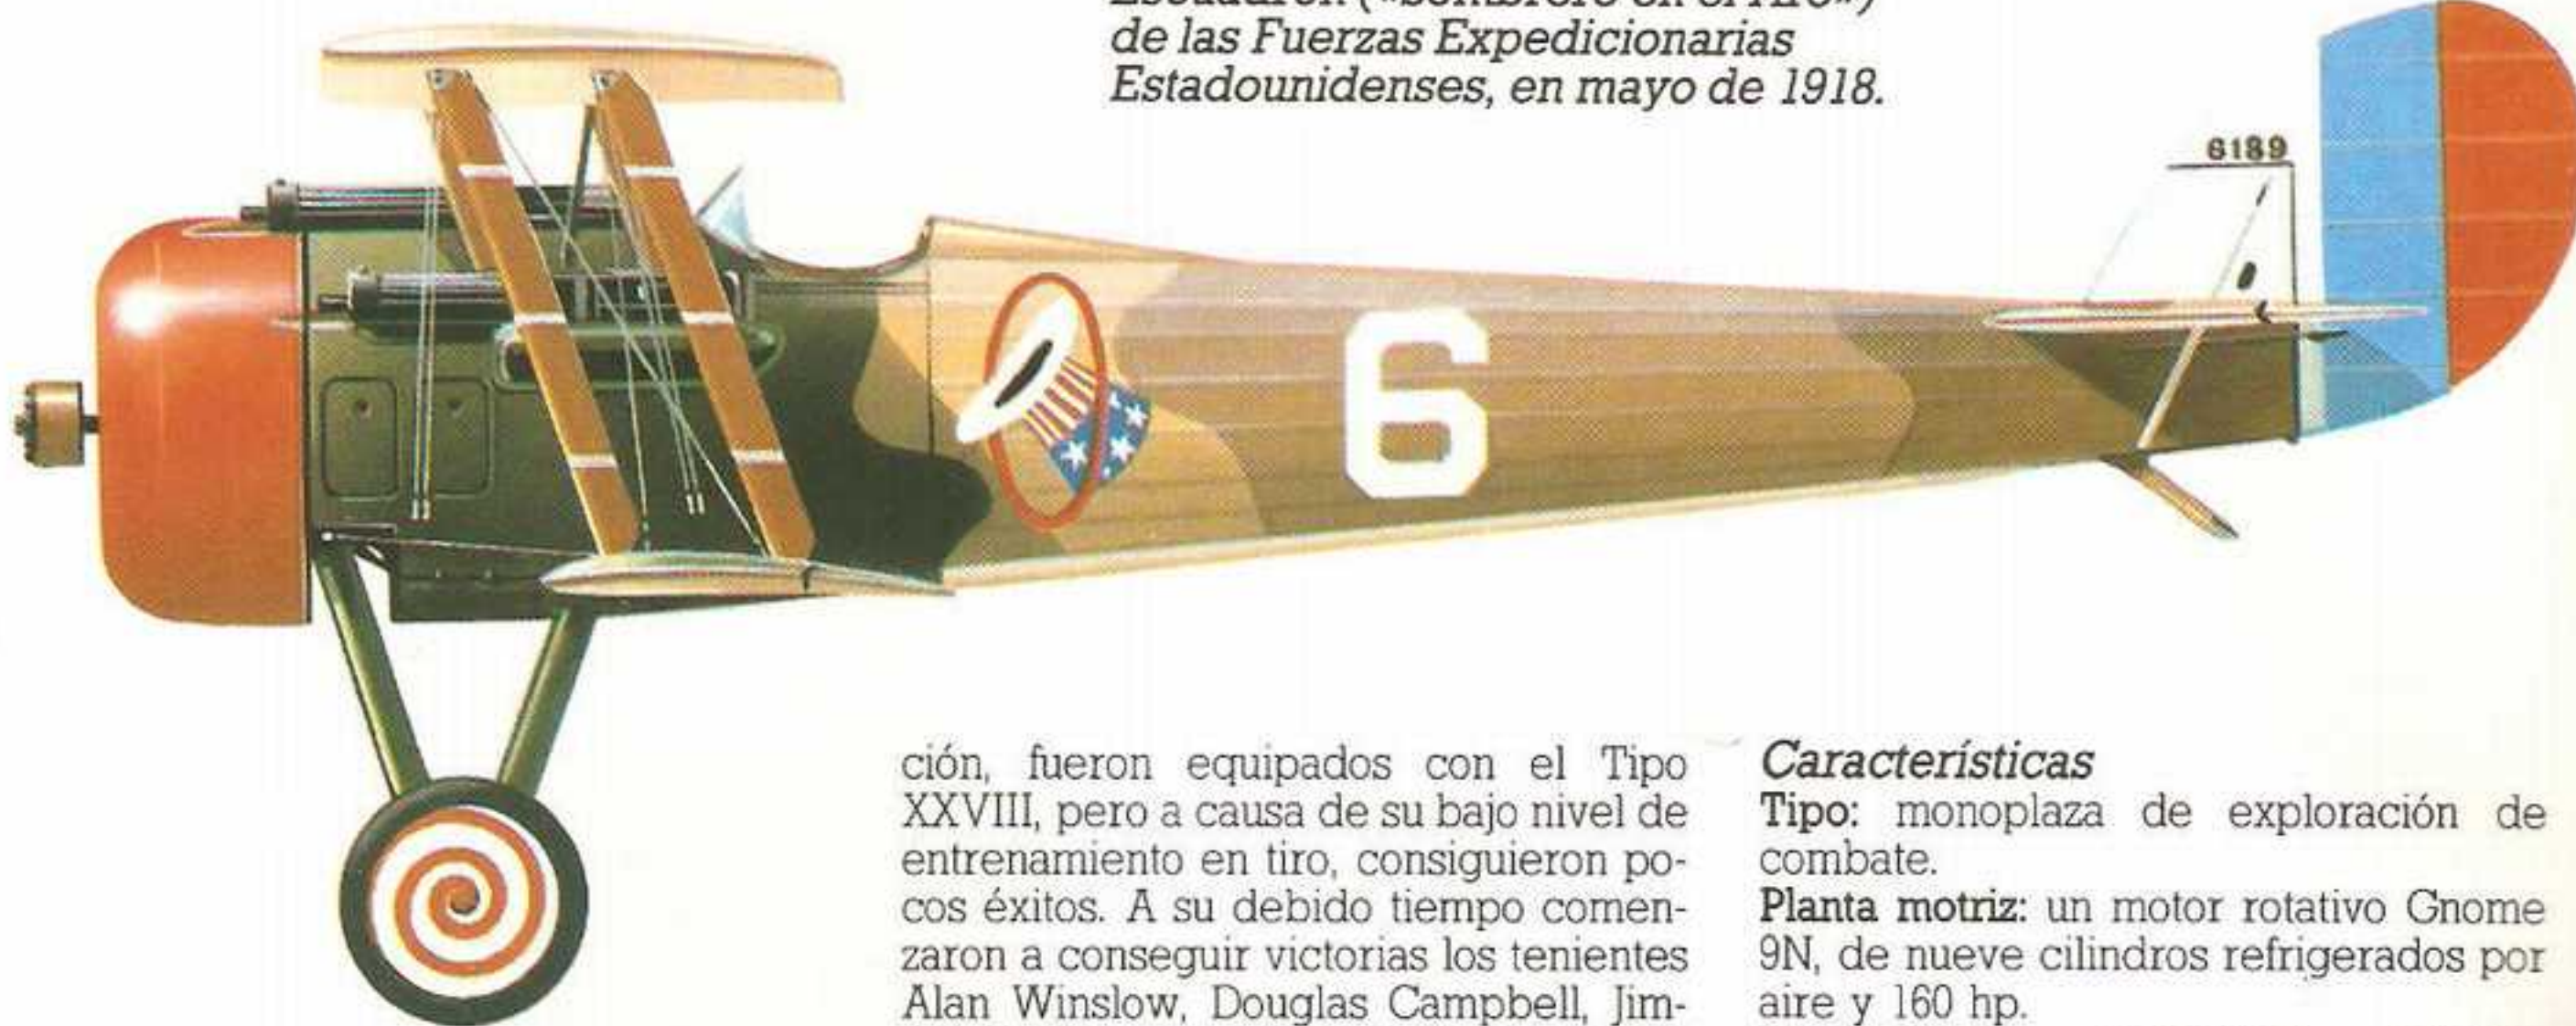 de las Fuerzas Expedicionarias
Estadounidenses, en mayo de 1918.
6189
6
ción, fueron equipados con el Tipo
XXVIII, pero a causa de su bajo nivel de
entrenamiento en tiro, consiguieron po-
cos éxitos. A su debido tiempo comen-
zaron a conseguir victorias los tenientes
Alan Winslow, Douglas Campbell, Jim-
Características
Tipo: monoplaza de exploración de
combate.
Planta motriz: un motor rotativo Gnome
9N, de nueve cilindros refrigerados por
aire y 160 hp.